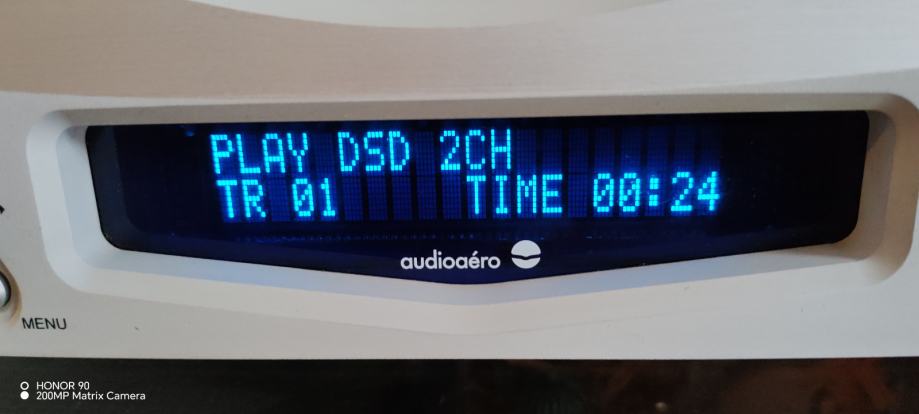 PLAY DSD 2CH
TR 01 TIME 00:24
audioaéro
MENU
HONOR 90
200MP Matrix Camera